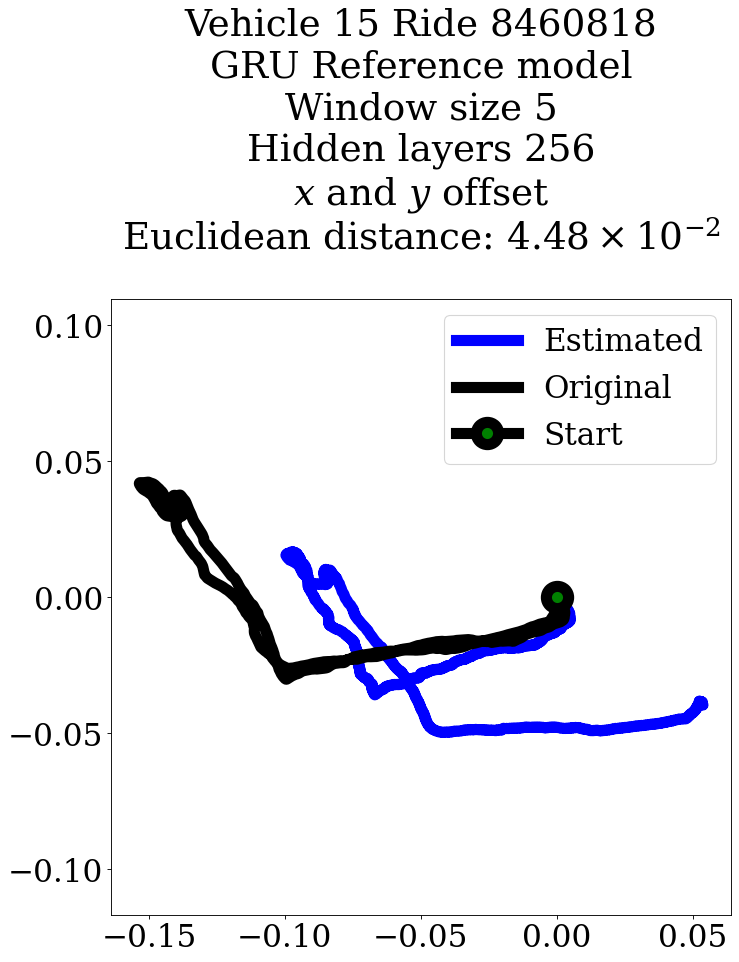 Vehicle 15 Ride 8460818
GRU Reference model
Window size 5
Hidden layers 256
x and y offset
Euclidean distance: 4.48 × 10⁻²
Estimated
Original
Start
0.10
0.05
0.00
−0.05
−0.10
−0.15 −0.10 −0.05 0.00 0.05